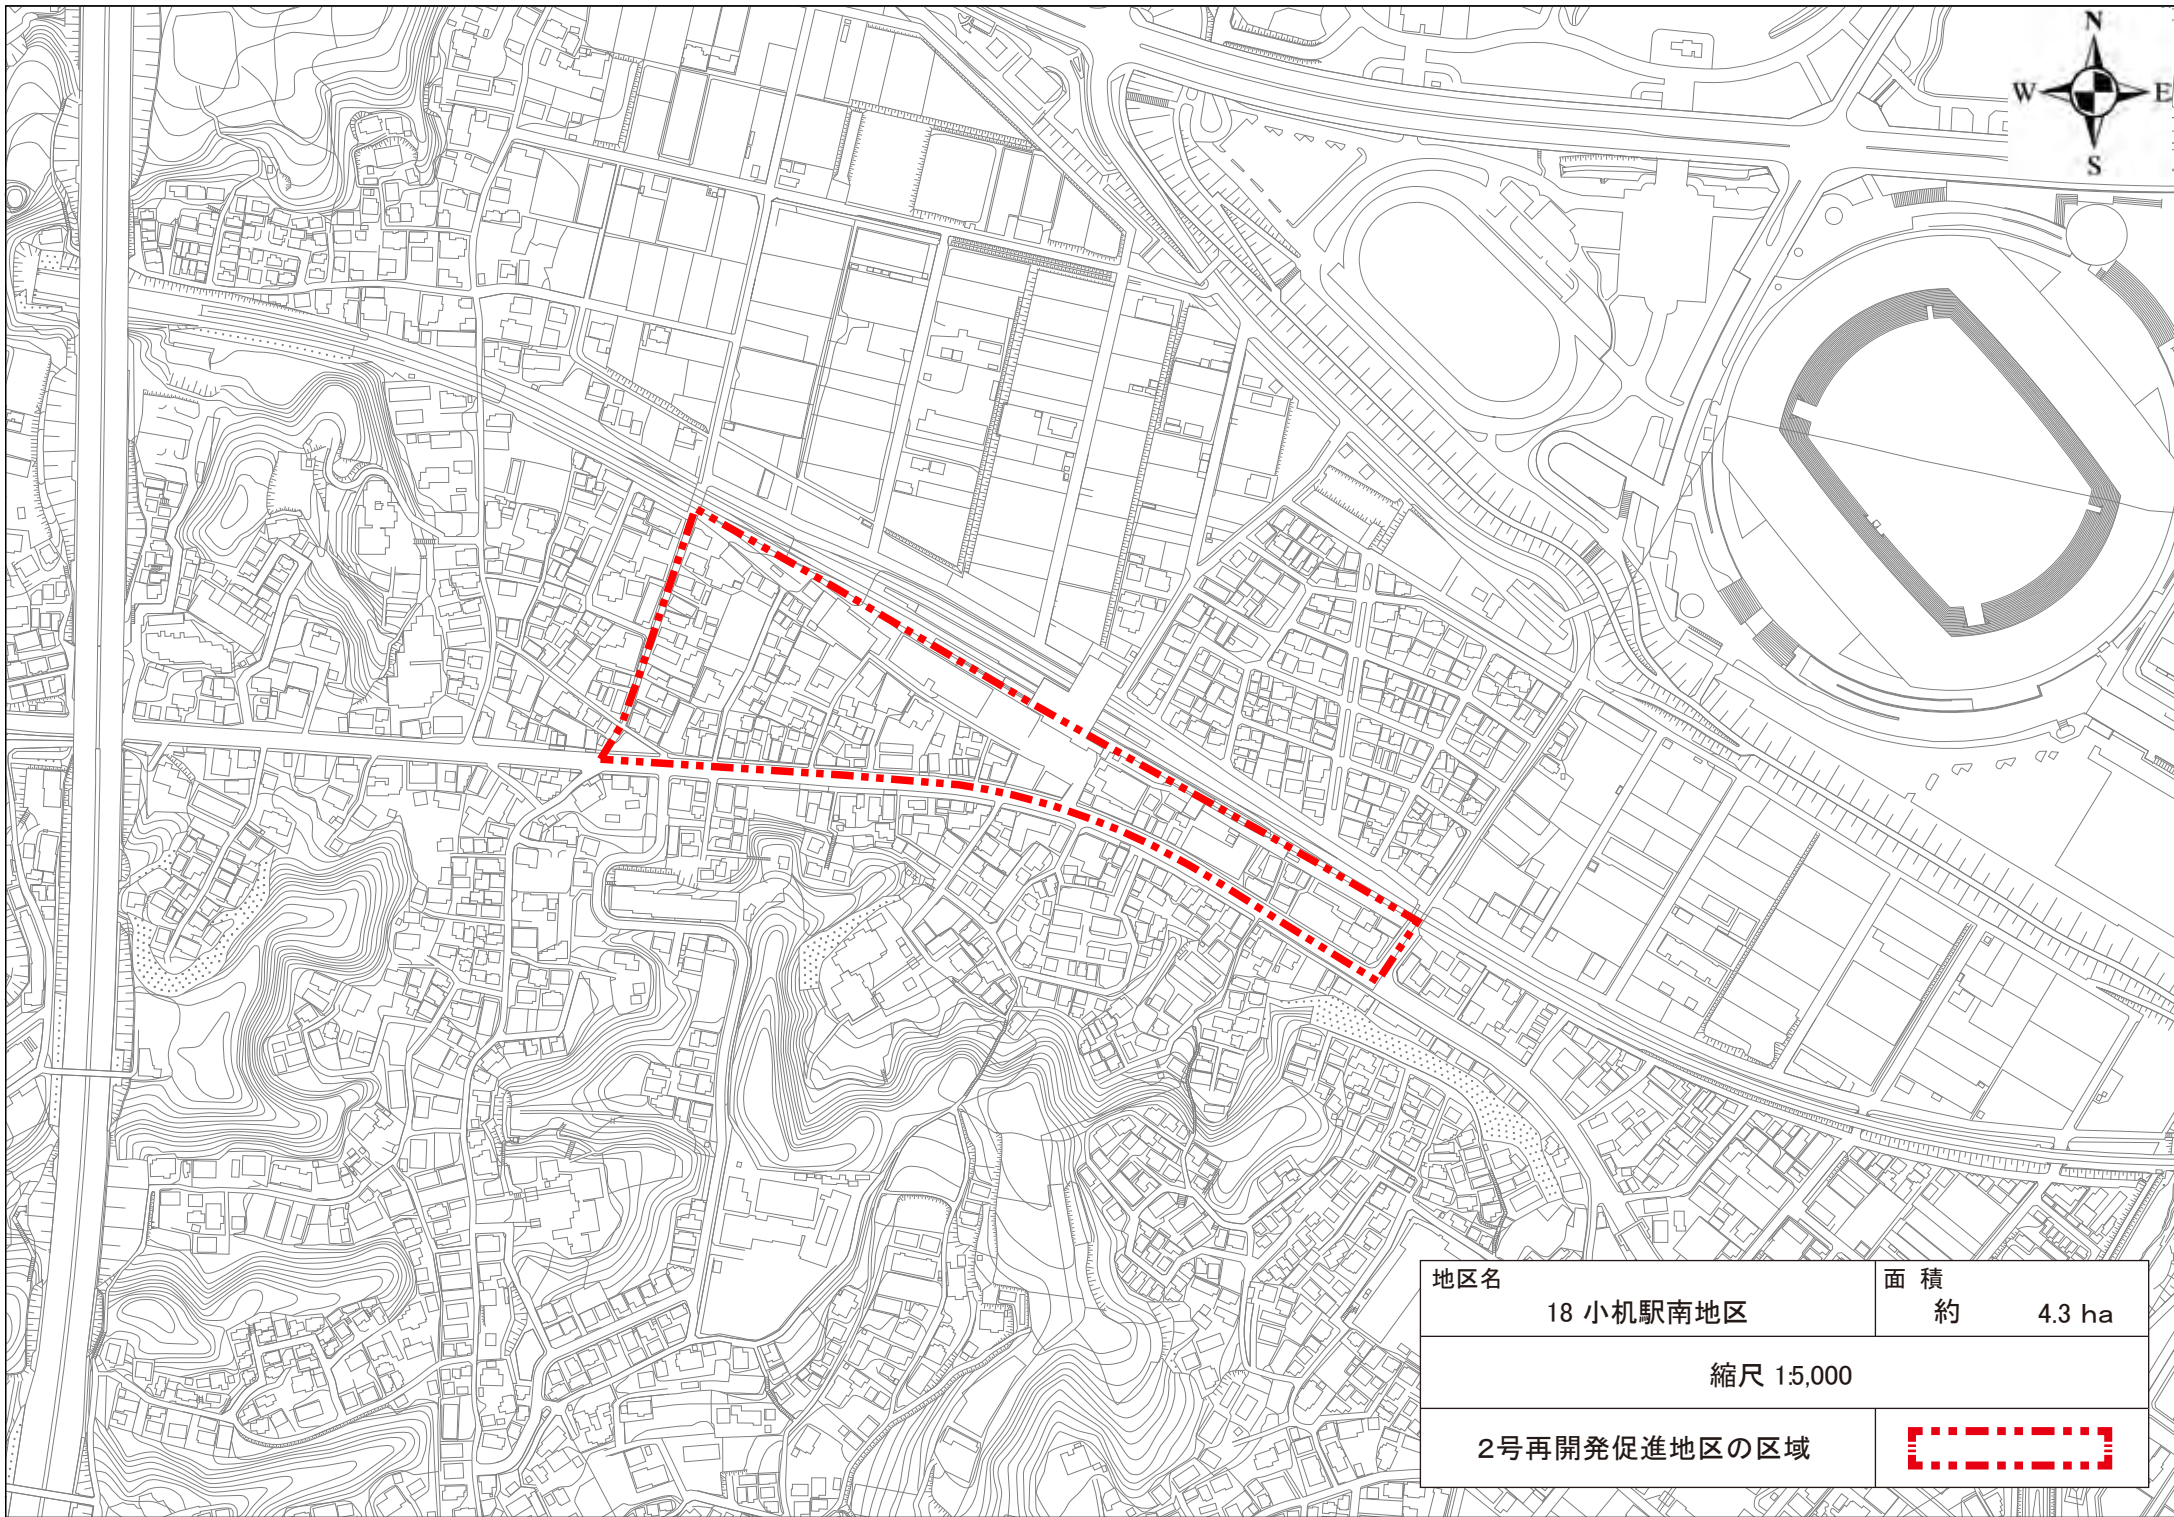 N
W E
S
地区名
18 小机駅南地区
面 積
約 4.3 ha
縮尺 1:5,000
2号再開発促進地区の区域